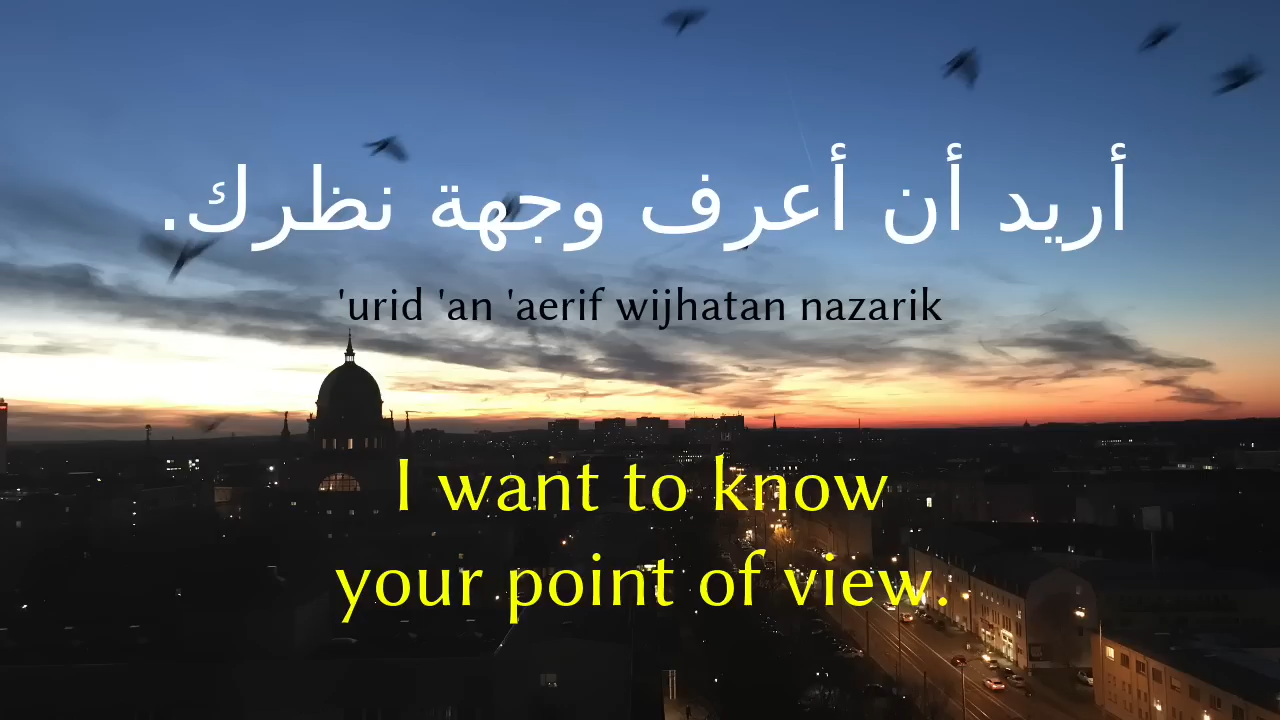 أريد أن أعرف وجهة نظرك.
'urid 'an 'aerif wijhatan nazarik
I want to know
your point of view.